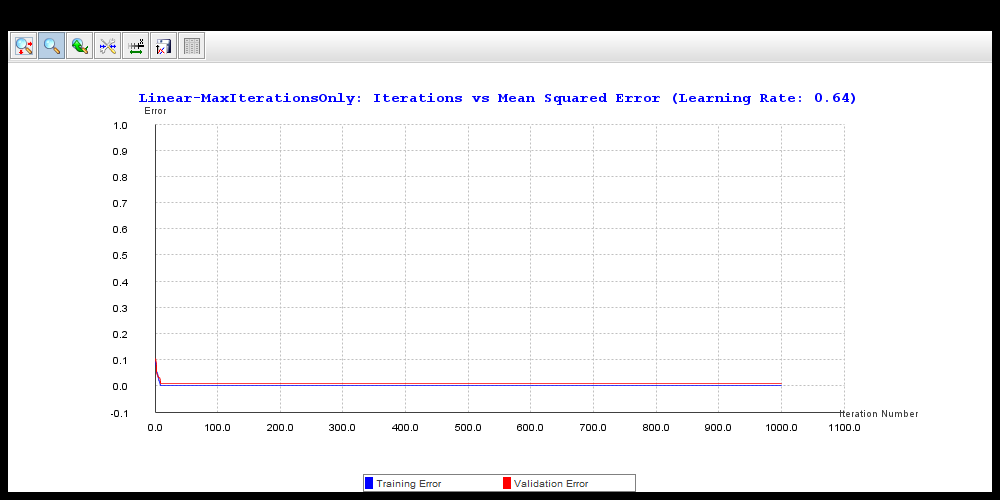 Linear-MaxIterationsOnly: Iterations vs Mean Squared Error (Learning Rate: 0.64)
Error
1.0
0.9
0.8
0.7
0.6
0.5
0.4
0.3
0.2
0.1
0.0
-0.1
Iteration Number
0.0 100.0 200.0 300.0 400.0 500.0 600.0 700.0 800.0 900.0 1000.0 1100.0
Training Error Validation Error